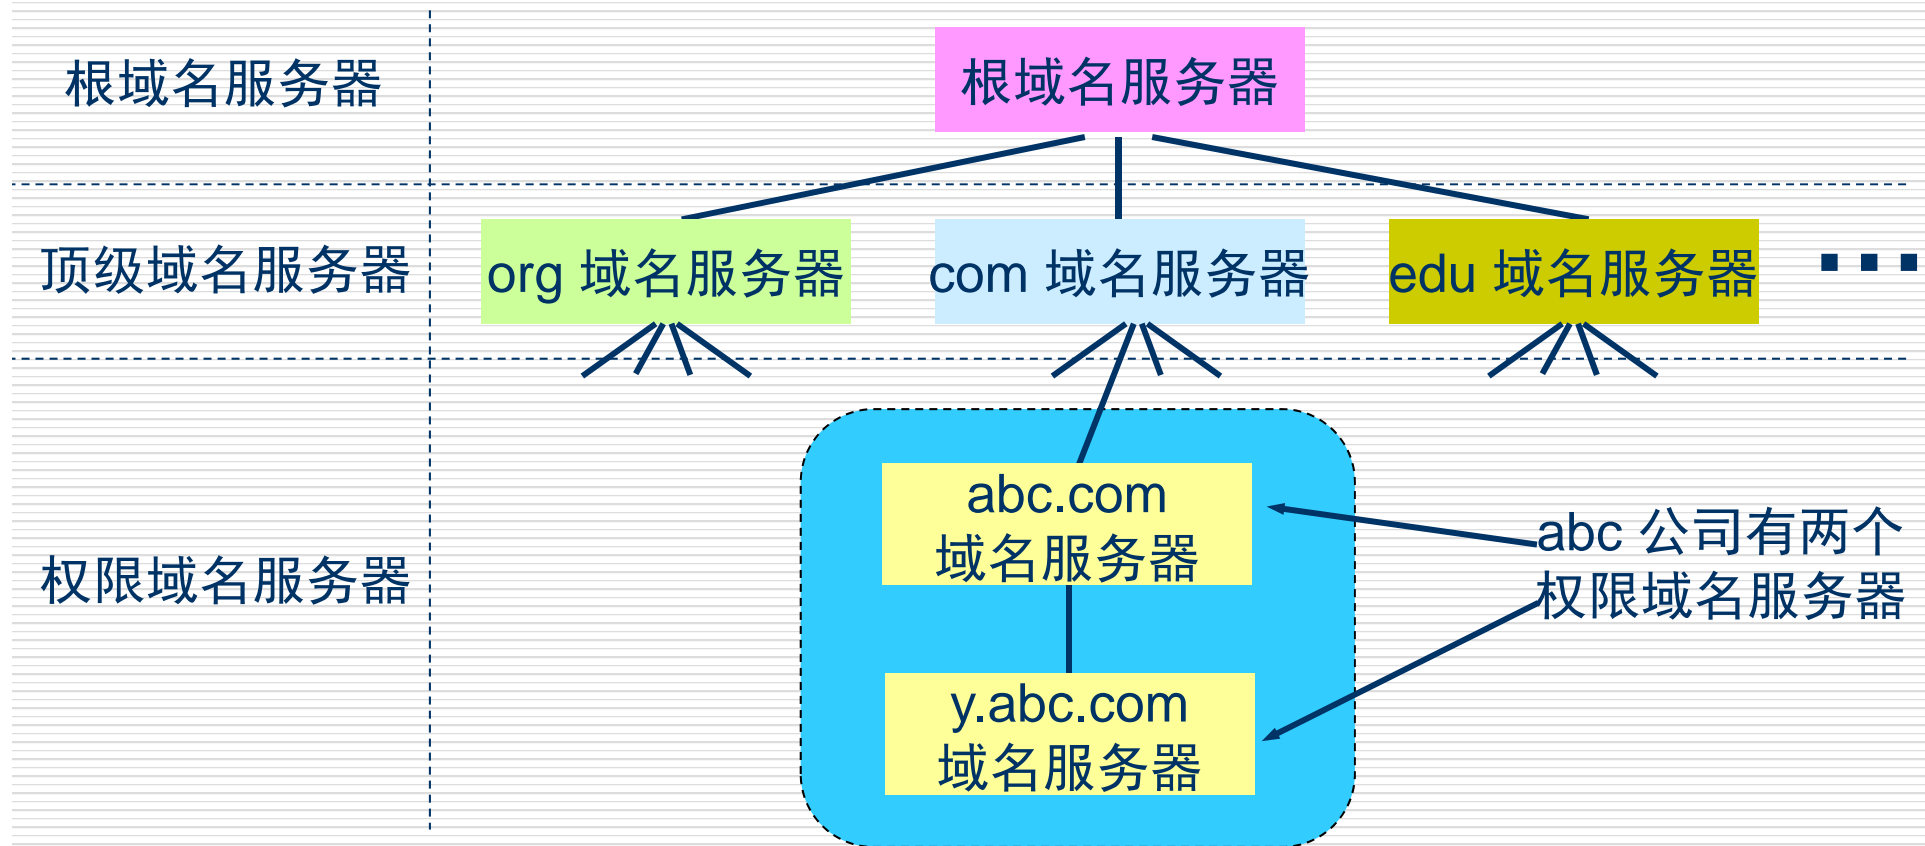 根域名服务器
根域名服务器
顶级域名服务器
org 域名服务器
com 域名服务器
edu 域名服务器
abc.com
域名服务器
abc 公司有两个
权限域名服务器
权限域名服务器
y.abc.com
域名服务器